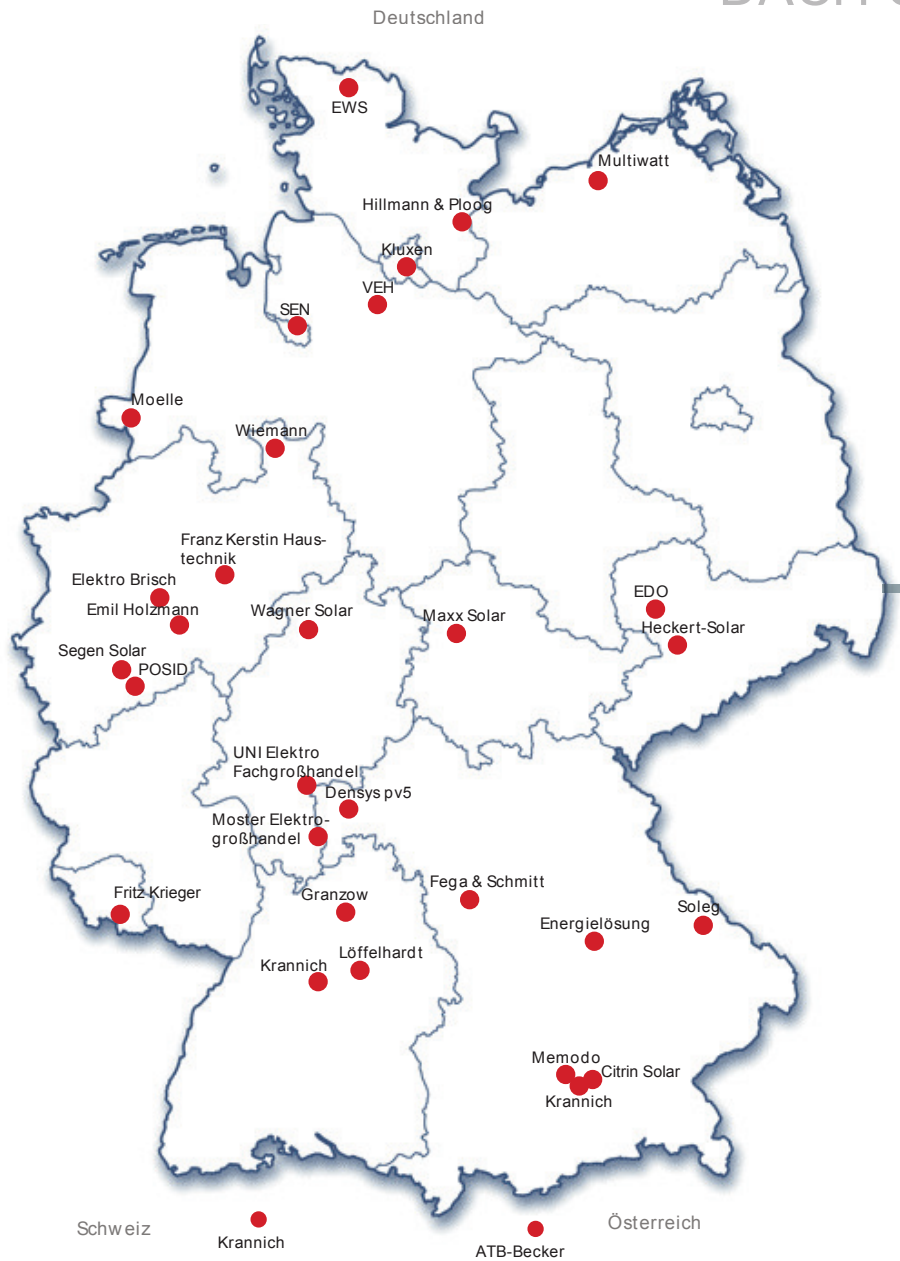 Deutschland
EWS
Multiwatt
Hillmann & Ploog
Kluxen
VEH
SEN
Moelle
Wiemann
Franz Kerstin Haus-
technik
Elektro Brisch
Emil Holzmann
Wagner Solar
Maxx Solar
EDO
Heckert-Solar
Segen Solar
POSID
UNI Elektro
Fachgroßhandel
Densys pv5
Moster Elektro-
großhandel
Fritz Krieger
Granzow
Fega & Schmitt
Soleg
Energielösung
Löffelhardt
Krannich
Memodo
Citrin Solar
Krannich
Schweiz
Krannich
Österreich
ATB-Becker